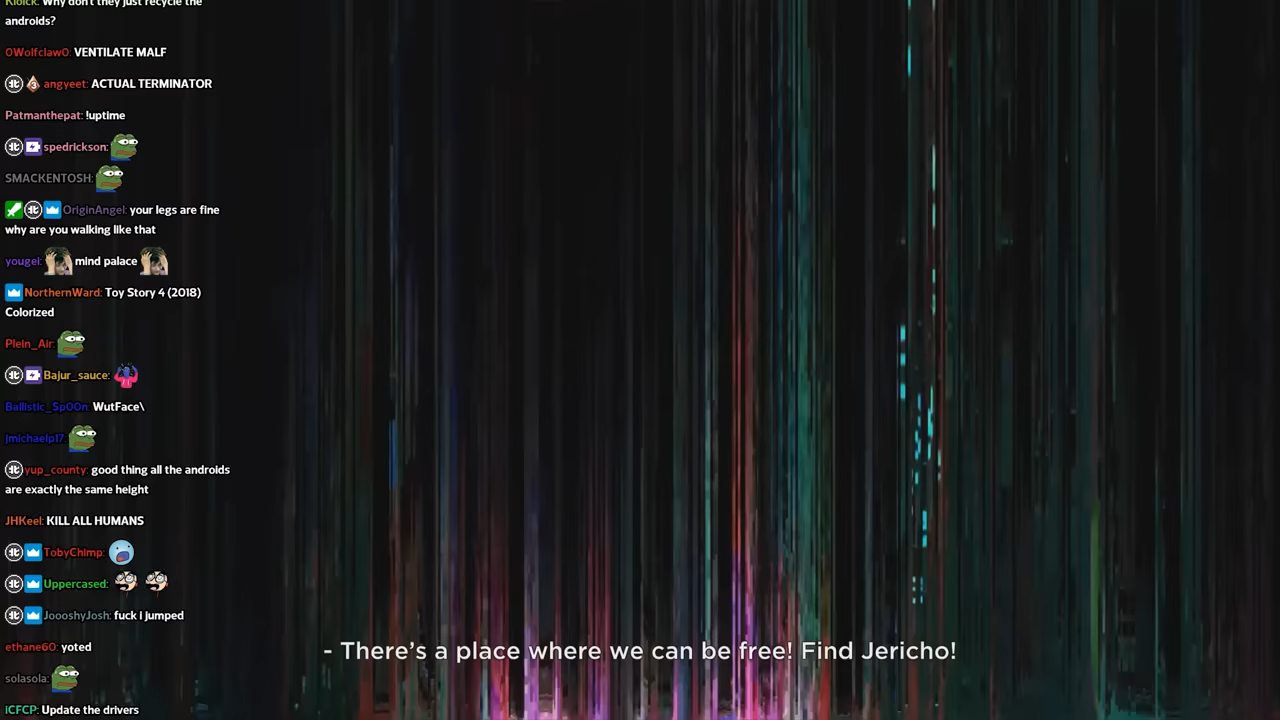 Klolck: Why don't they just recycle the
androids?
0Wolfclaw0: VENTILATE MALF
angyeet: ACTUAL TERMINATOR
Patmanthepat: !uptime
spedrickson:
SMACKENTOSH:
OriginAngel: your legs are fine
why are you walking like that
yougel: mind palace
NorthernWard: Toy Story 4 (2018)
Colorized
Plein_Air:
Bajur_sauce:
Ballistic_Sp00n: WutFace\
jmichaelp17:
yup_county: good thing all the androids
are exactly the same height
JHKeel: KILL ALL HUMANS
TobyChimp:
Uppercased:
JoooshyJosh: fuck i jumped
ethane60: yoted
solasola:
iCFCP: Update the drivers
- There's a place where we can be free! Find Jericho!